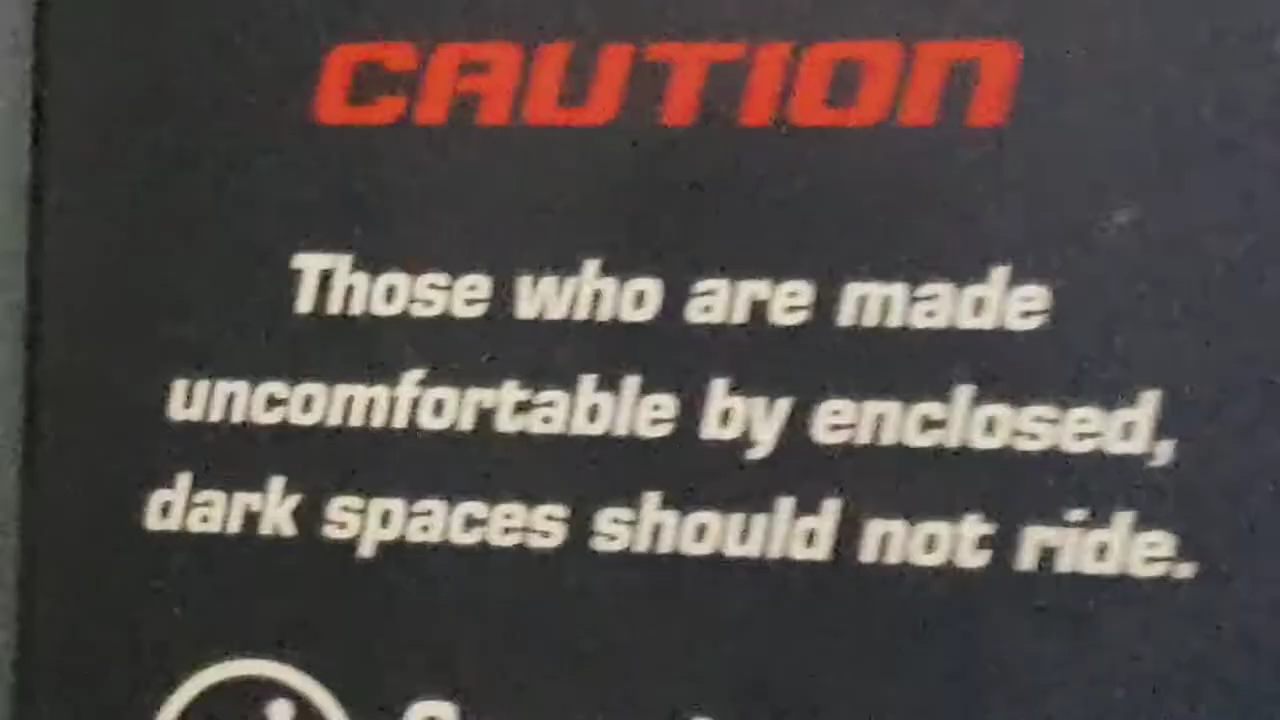 CAUTION
Those who are made
uncomfortable by enclosed,
dark spaces should not ride.